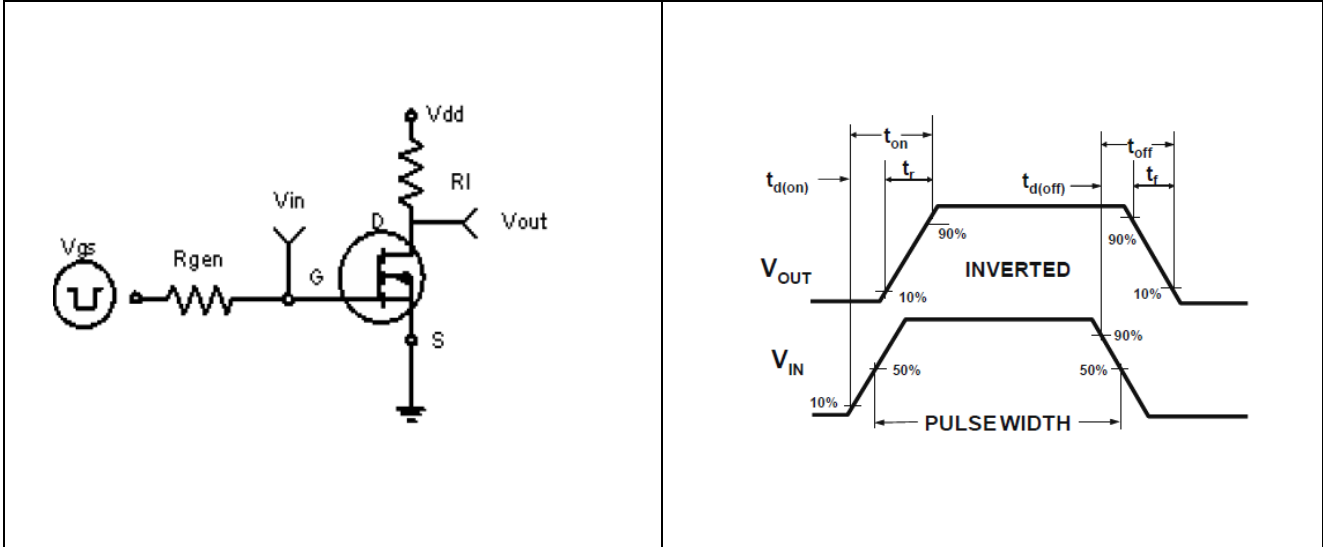 Vdd
Rl
Vin
D
Vout
Vgs
Rgen
G
S
ton
toff
td(on)
tr
td(off)
tf
90%
90%
VOUT
INVERTED
10%
10%
90%
VIN
50%
50%
10%
PULSE WIDTH